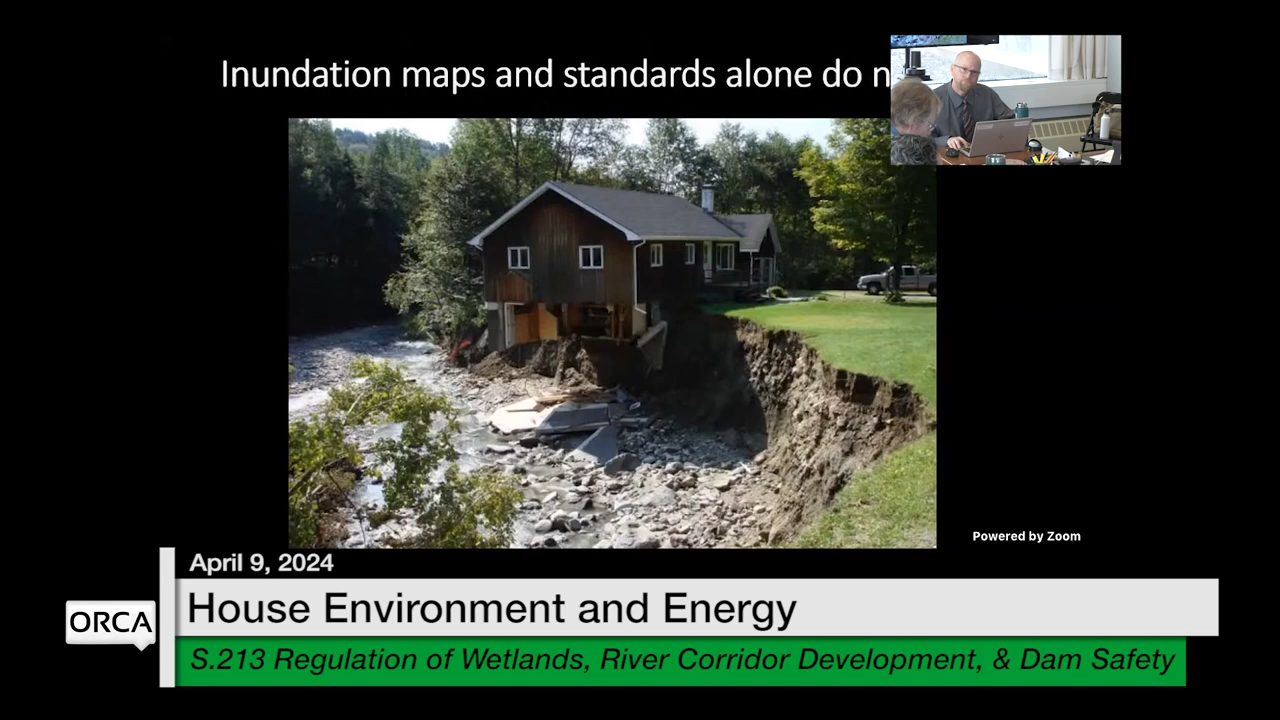 Inundation maps and standards alone do n
Powered by Zoom
April 9, 2024
House Environment and Energy
ORCA
S.213 Regulation of Wetlands, River Corridor Development, & Dam Safety